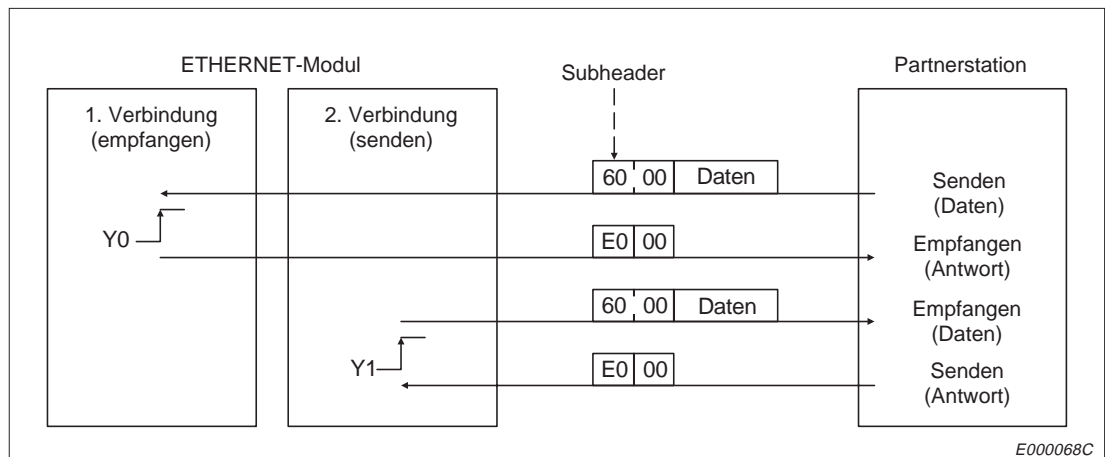 ETHERNET-Modul
Subheader
Partnerstation
1. Verbindung
(empfangen)
2. Verbindung
(senden)
60 00 Daten
Senden
(Daten)
Y0
E0 00
Empfangen
(Antwort)
60 00 Daten
Empfangen
(Daten)
Y1
E0 00
Senden
(Antwort)
E000068C